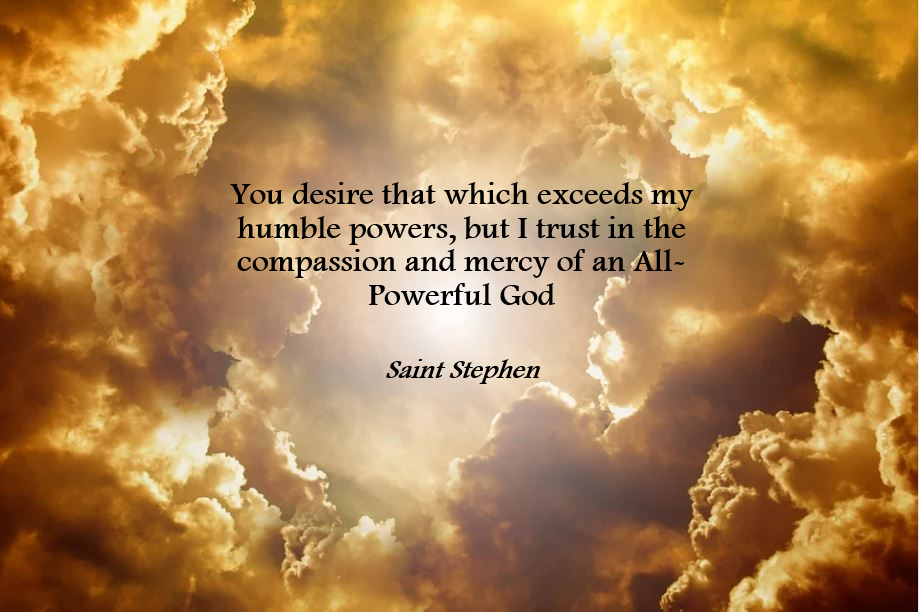 You desire that which exceeds my
humble powers, but I trust in the
compassion and mercy of an All-
Powerful God
Saint Stephen